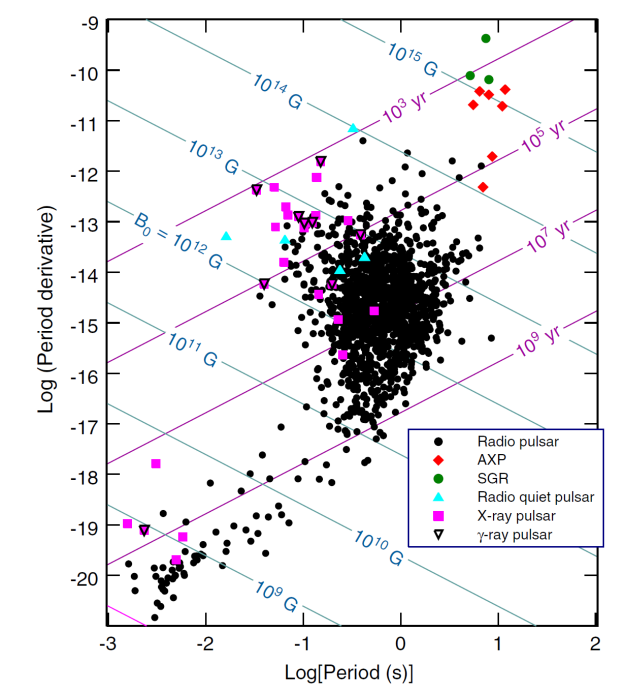 -9
-10
-11
-12
-13
-14
-15
-16
-17
-18
-19
-20
Log (Period derivative)
10¹⁵ G
10¹⁴ G
10³ yr
10⁵ yr
10¹³ G
B₀ = 10¹² G
10⁷ yr
10¹¹ G
10⁹ yr
10¹⁰ G
10⁹ G
Radio pulsar
AXP
SGR
Radio quiet pulsar
X-ray pulsar
γ-ray pulsar
-3 -2 -1 0 1 2
Log[Period (s)]